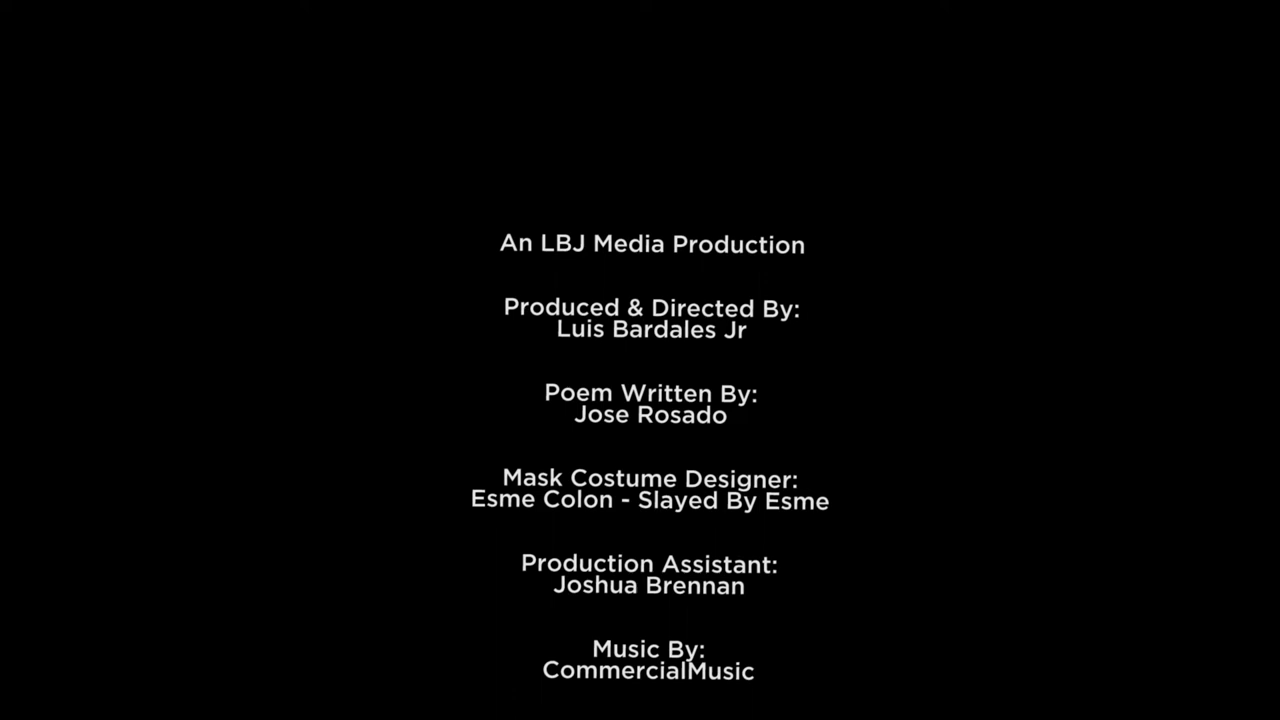 An LBJ Media Production
Produced & Directed By:
Luis Bardales Jr
Poem Written By:
Jose Rosado
Mask Costume Designer:
Esme Colon - Slayed By Esme
Production Assistant:
Joshua Brennan
Music By:
CommercialMusic